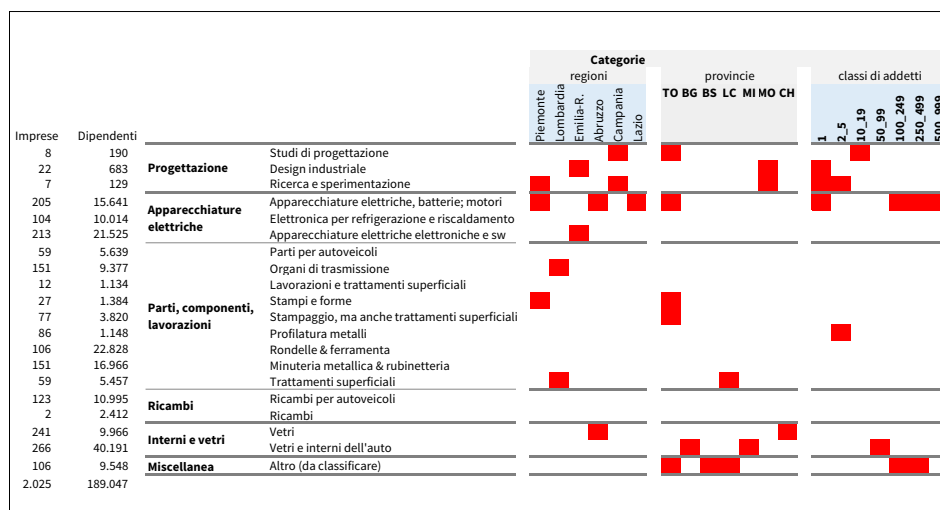 Categorie
regioni provincie classi di addetti
Piemonte Lombardia Emilia-R. Abruzzo Campania Lazio TO BG BS LC MI MO CH 1 2_5 10_19 50_99 100_249 250_499 500_999
Imprese Dipendenti
8 190 Studi di progettazione
22 683 Progettazione Design industriale
7 129 Ricerca e sperimentazione
205 15.641 Apparecchiature Apparecchiature elettriche, batterie; motori
104 10.014 elettriche Elettronica per refrigerazione e riscaldamento
213 21.525 Apparecchiature elettriche elettroniche e sw
59 5.639 Parti per autoveicoli
151 9.377 Organi di trasmissione
12 1.134 Lavorazioni e trattamenti superficiali
27 1.384 Parti, componenti, Stampi e forme
77 3.820 lavorazioni Stampaggio, ma anche trattamenti superficiali
86 1.148 Profilatura metalli
106 22.828 Rondelle & ferramenta
151 16.966 Minuteria metallica & rubinetteria
59 5.457 Trattamenti superficiali
123 10.995 Ricambi Ricambi per autoveicoli
2 2.412 Ricambi
241 9.966 Interni e vetri Vetri
266 40.191 Vetri e interni dell'auto
106 9.548 Miscellanea Altro (da classificare)
2.025 189.047